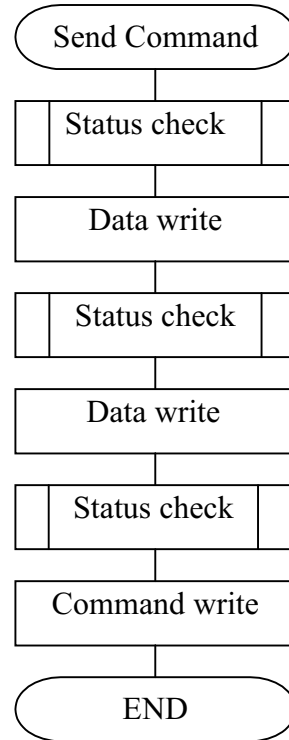 Send Command
Status check
Data write
Status check
Data write
Status check
Command write
END